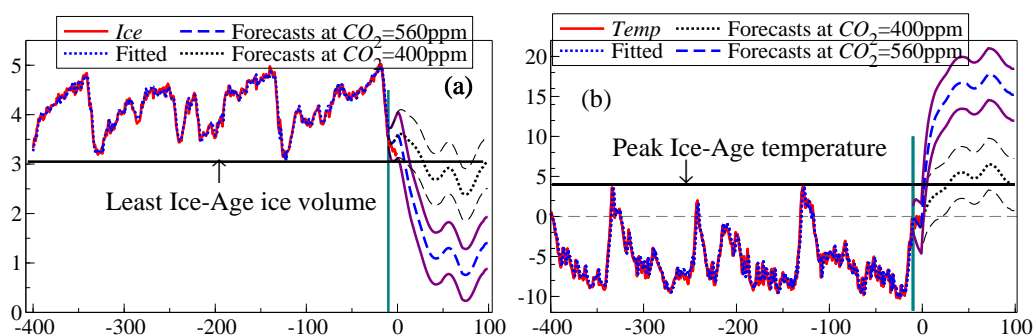 Ice Forecasts at CO2=560ppm
Fitted Forecasts at CO2=400ppm
(a)
5
4
3
2
1
0
Least Ice-Age ice volume
-400 -300 -200 -100 0 100
Temp Forecasts at CO2=400ppm
Fitted Forecasts at CO2=560ppm
(b)
20
15
10
5
0
-5
-10
Peak Ice-Age temperature
-400 -300 -200 -100 0 100